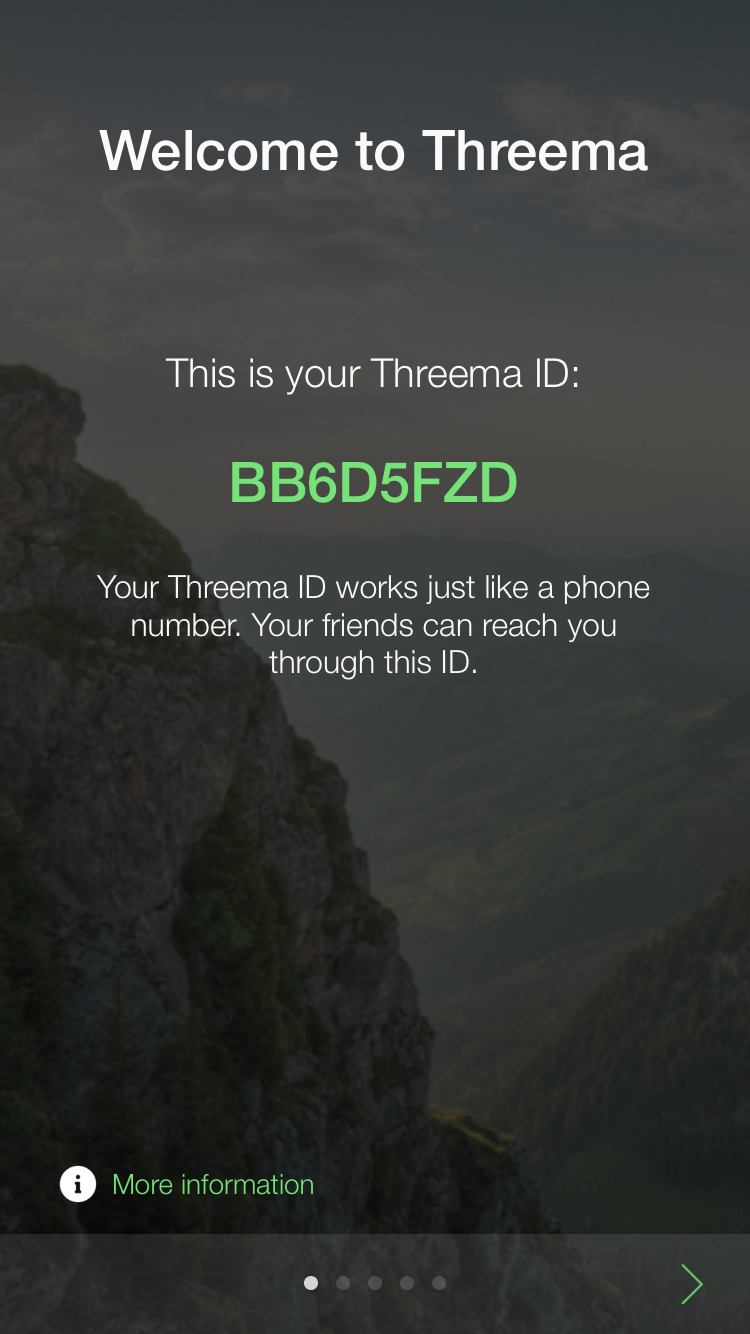 Welcome to Threema
This is your Threema ID:
BB6D5FZD
Your Threema ID works just like a phone
number. Your friends can reach you
through this ID.
More information